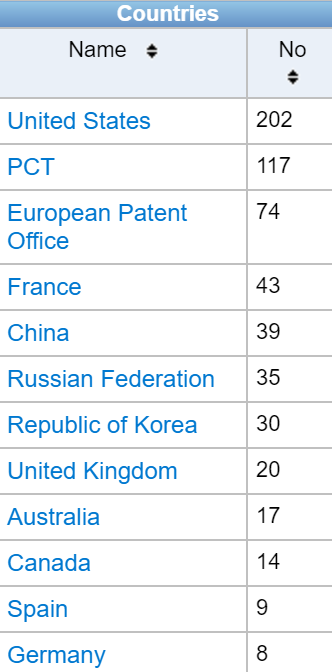 Countries
Name No
United States 202
PCT 117
European Patent 74
Office
France 43
China 39
Russian Federation 35
Republic of Korea 30
United Kingdom 20
Australia 17
Canada 14
Spain 9
Germany 8